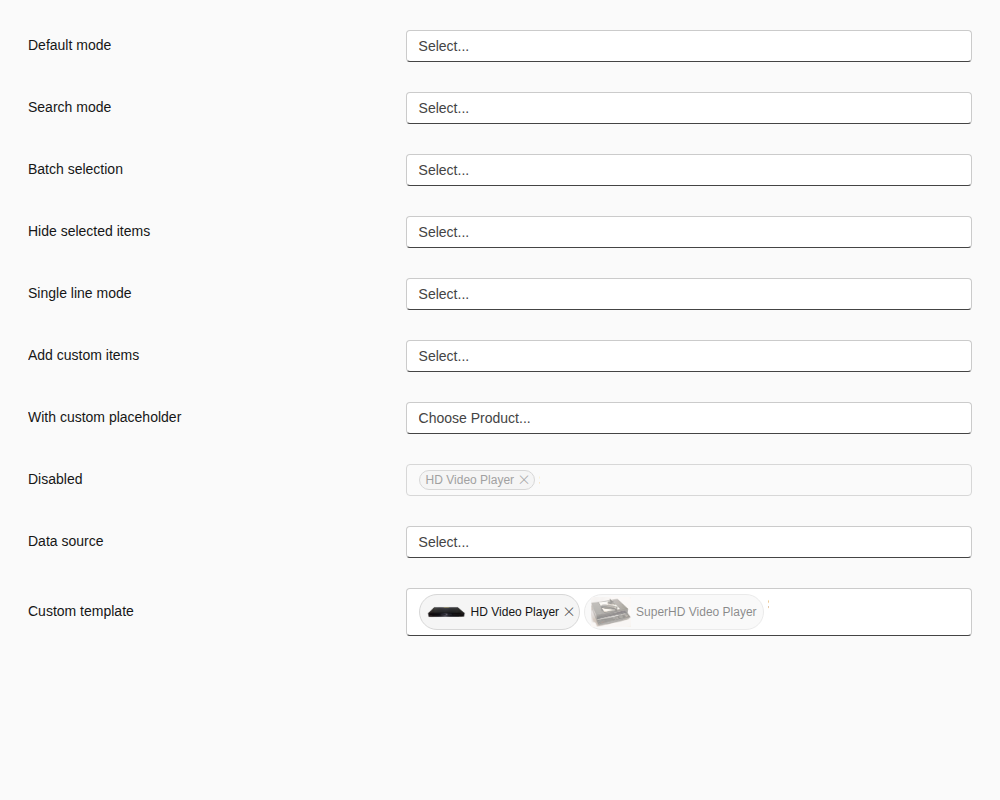 Default mode
Select...
Search mode
Select...
Batch selection
Select...
Hide selected items
Select...
Single line mode
Select...
Add custom items
Select...
With custom placeholder
Choose Product...
Disabled
HD Video Player
Data source
Select...
Custom template
HD Video Player
SuperHD Video Player